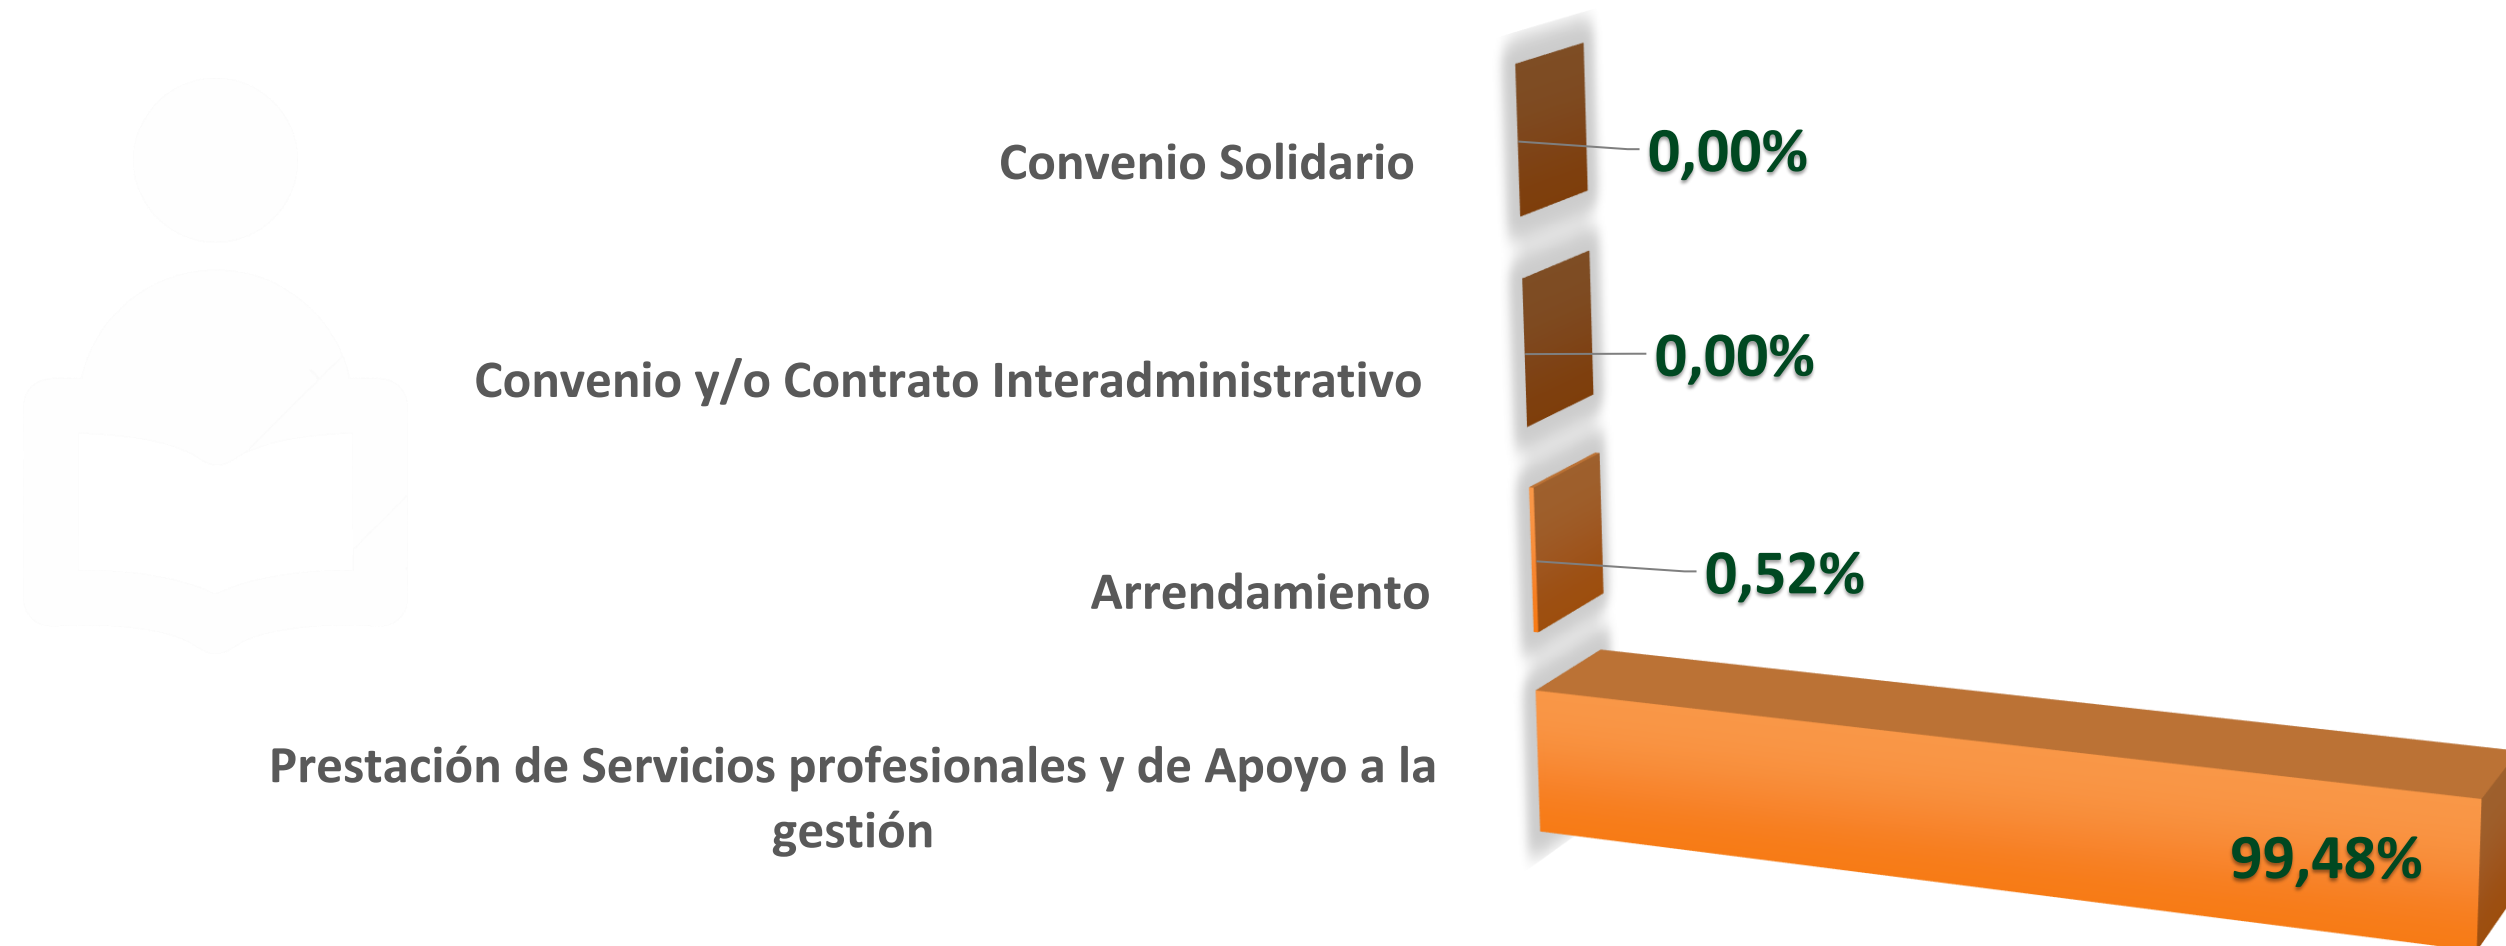 Convenio Solidario
0,00%
Convenio y/o Contrato Interadministrativo
0,00%
Arrendamiento
0,52%
Prestación de Servicios profesionales y de Apoyo a la
gestión
99,48%